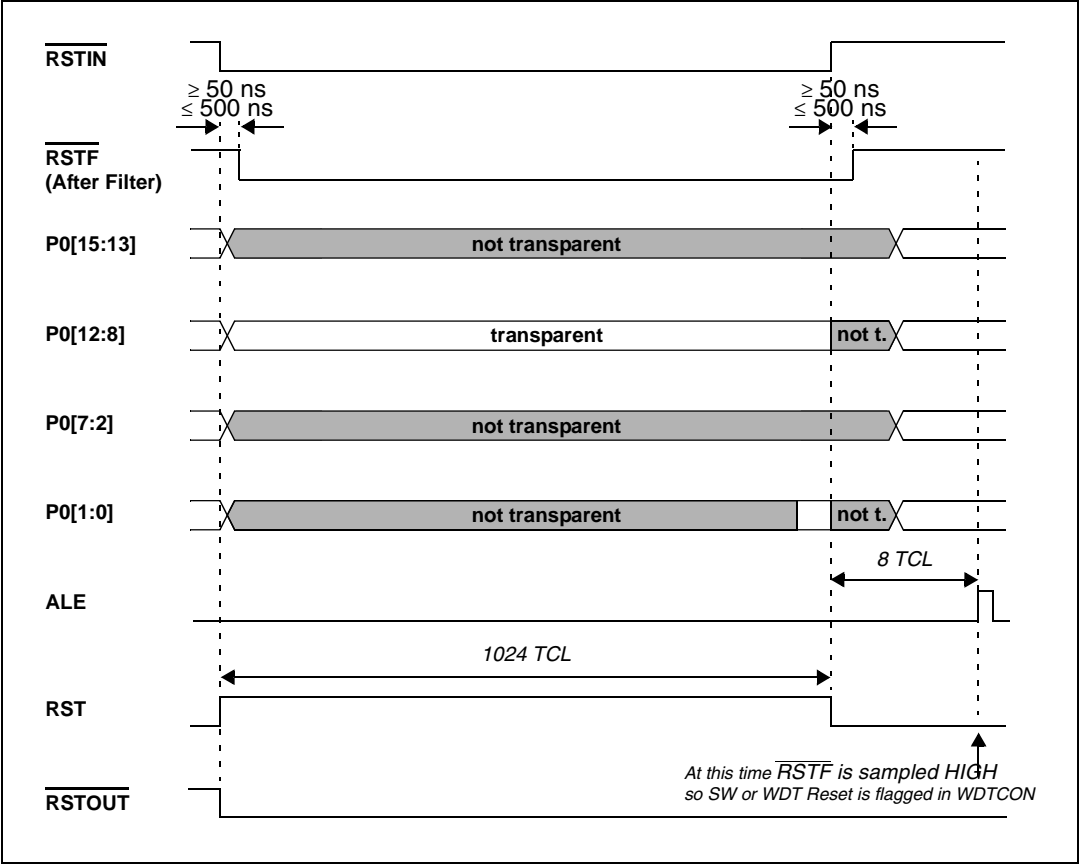 RSTIN
≥ 50 ns
≤ 500 ns
≥ 50 ns
≤ 500 ns
RSTF
(After Filter)
P0[15:13]
not transparent
P0[12:8]
transparent
not t.
P0[7:2]
not transparent
P0[1:0]
not transparent
not t.
8 TCL
ALE
1024 TCL
RST
At this time RSTF is sampled HIGH
so SW or WDT Reset is flagged in WDTCON
RSTOUT